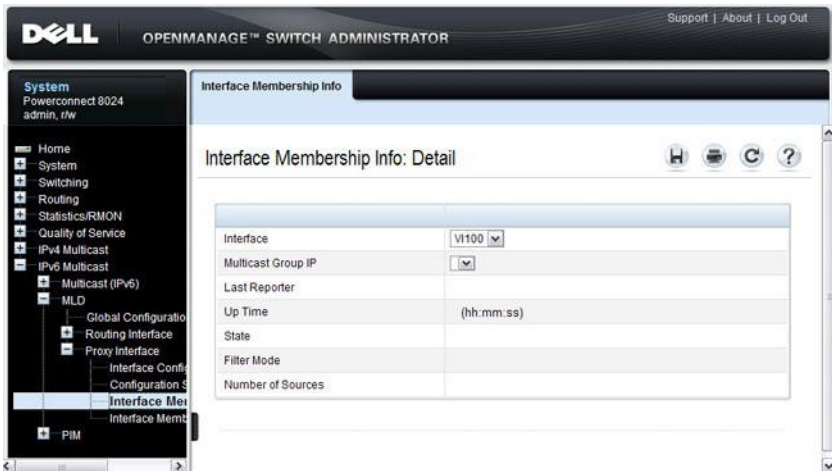 DELL
OPENMANAGE™ SWITCH ADMINISTRATOR
Support | About | Log Out
System
Powerconnect 8024
admin, r/w
Home
System
Switching
Routing
Statistics/RMON
Quality of Service
IPv4 Multicast
IPv6 Multicast
Multicast (IPv6)
MLD
Global Configuratio
Routing Interface
Proxy Interface
Interface Config
Configuration S
Interface Mem
Interface Memb
PIM
Interface Membership Info
Interface Membership Info: Detail
Interface
Vl100
Multicast Group IP
Last Reporter
Up Time
(hh:mm:ss)
State
Filter Mode
Number of Sources